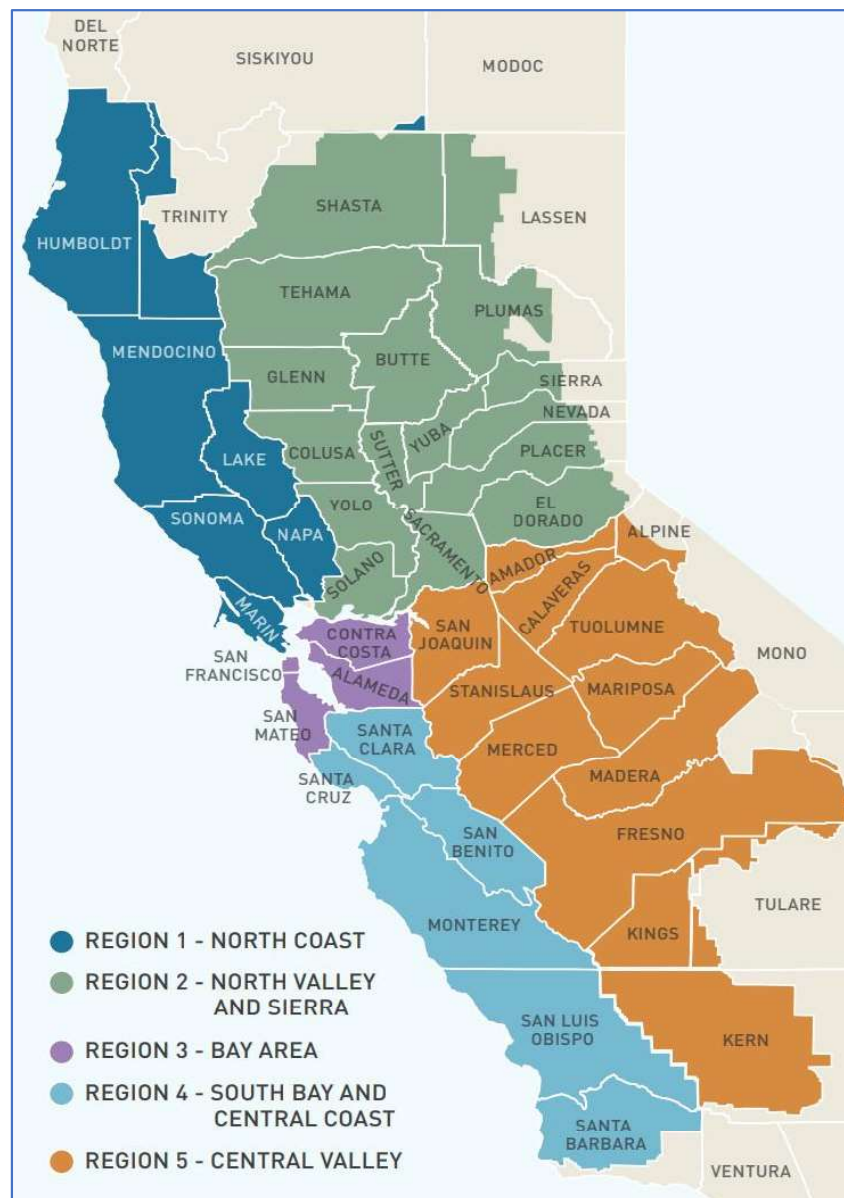 DEL
NORTE
SISKIYOU
MODOC
TRINITY
SHASTA
LASSEN
HUMBOLDT
TEHAMA
PLUMAS
MENDOCINO
BUTTE
GLENN
SIERRA
NEVADA
YUBA
COLUSA
SUTTER
PLACER
LAKE
YOLO
EL
DORADO
SONOMA
NAPA
SACRAMENTO
ALPINE
SOLANO
AMADOR
CALAVERAS
MARIN
CONTRA
COSTA
SAN
JOAQUIN
TUOLUMNE
MONO
SAN
FRANCISCO
ALAMEDA
STANISLAUS
MARIPOSA
SAN
MATEO
SANTA
CLARA
MERCED
MADERA
SANTA
CRUZ
SAN
BENITO
FRESNO
TULARE
MONTEREY
KINGS
SAN LUIS
OBISPO
KERN
SANTA
BARBARA
VENTURA
REGION 1 - NORTH COAST
REGION 2 - NORTH VALLEY
AND SIERRA
REGION 3 - BAY AREA
REGION 4 - SOUTH BAY AND
CENTRAL COAST
REGION 5 - CENTRAL VALLEY